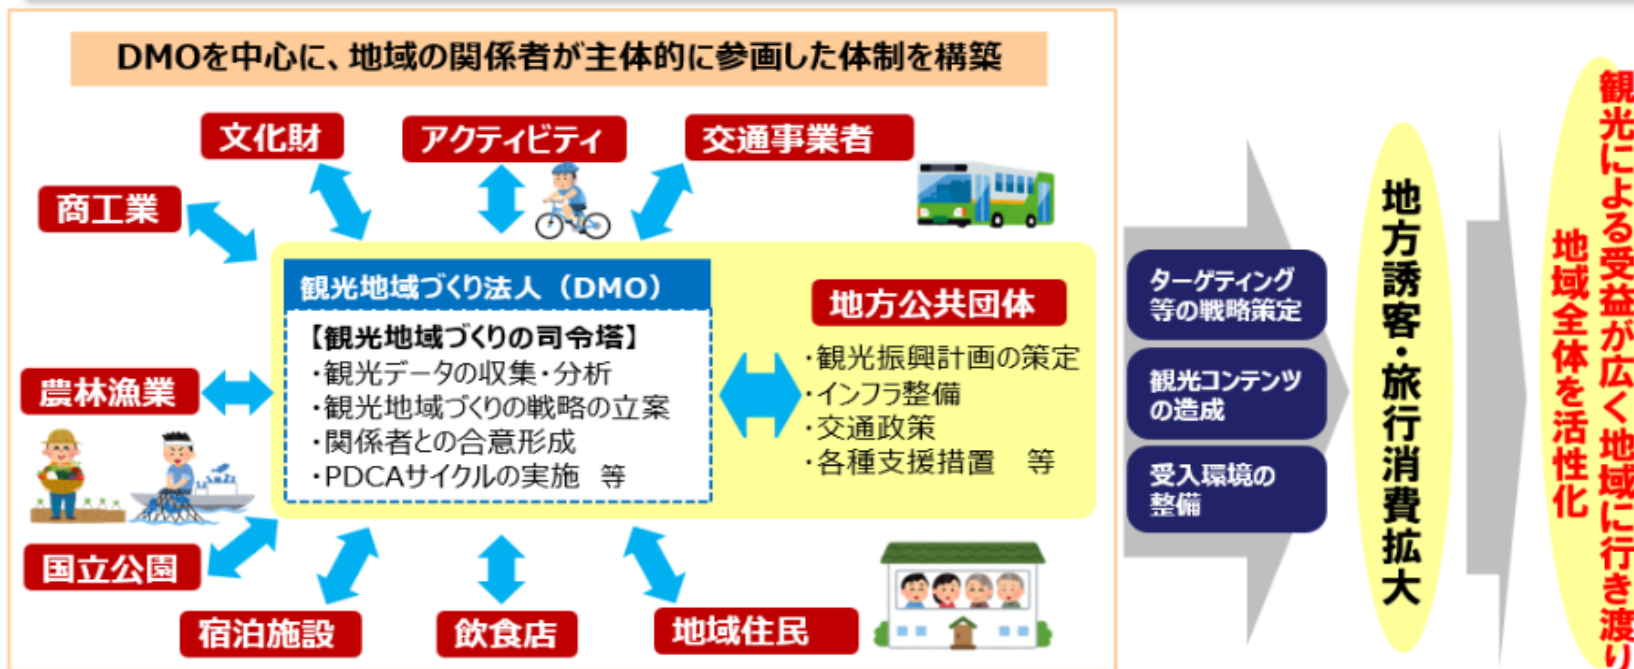 DMOを中心に、地域の関係者が主体的に参画した体制を構築
文化財
アクティビティ
交通事業者
商工業
観光地域づくり法人（DMO）
【観光地域づくりの司令塔】
・観光データの収集・分析
・観光地域づくりの戦略の立案
・関係者との合意形成
・PDCAサイクルの実施　等
地方公共団体
・観光振興計画の策定
・インフラ整備
・交通政策
・各種支援措置　等
農林漁業
国立公園
宿泊施設
飲食店
地域住民
ターゲティング
等の戦略策定
観光コンテンツ
の造成
受入環境の
整備
地方誘客・旅行消費拡大
観光による受益が広く地域に行き渡り
地域全体を活性化